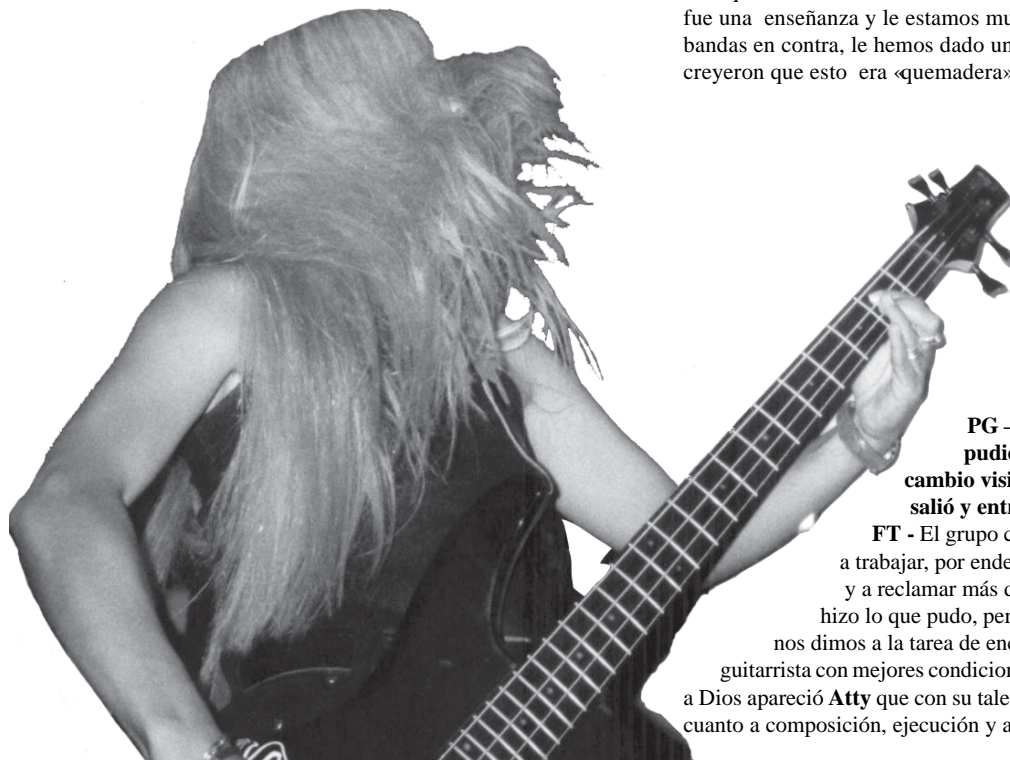 fue una enseñanza y le estamos mu
bandas en contra, le hemos dado un
creyeron que esto era «quemadera»
PG –
pudie
cambio visi
salió y entr
FT - El grupo c
a trabajar, por ende
y a reclamar más d
hizo lo que pudo, per
nos dimos a la tarea de enc
guitarrista con mejores condicion
a Dios apareció Atty que con su tale
cuanto a composición, ejecución y a